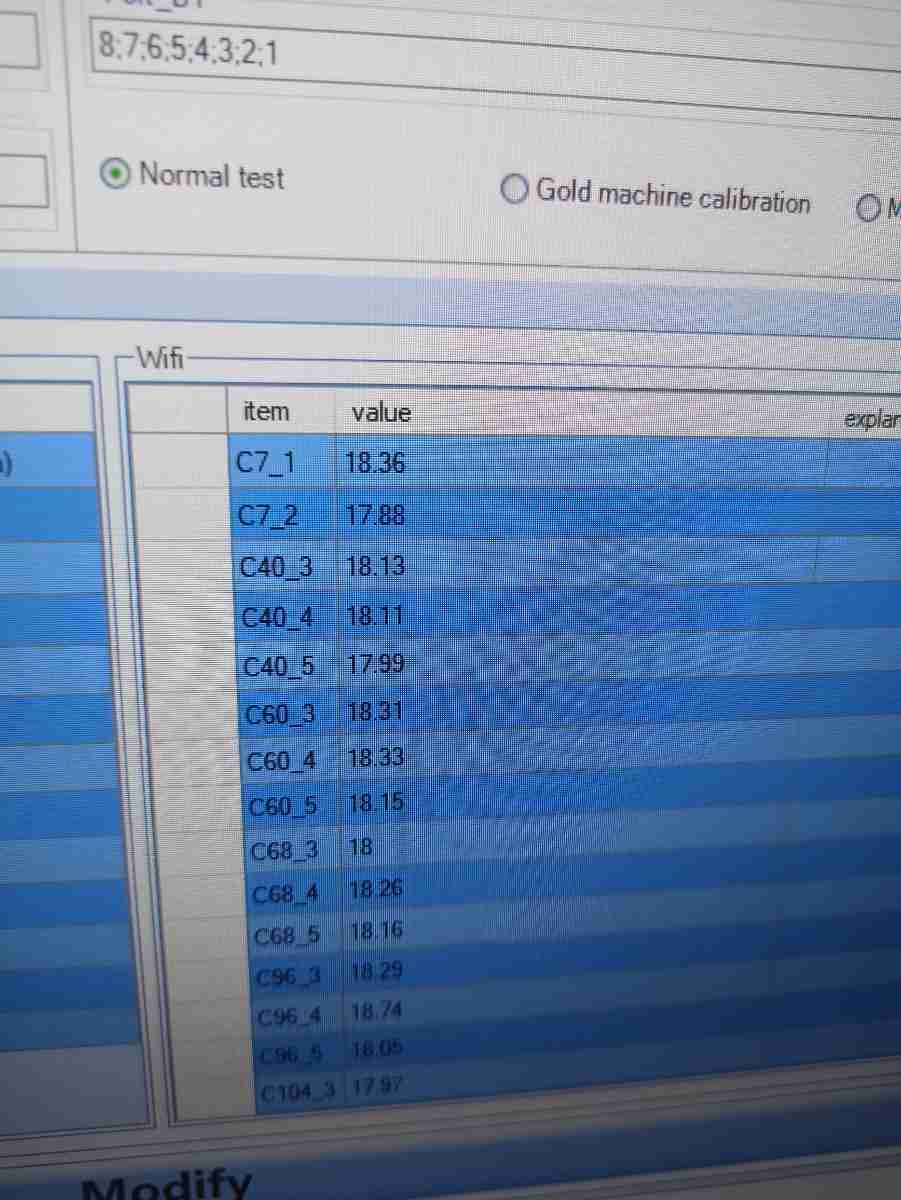 8;7;6;5;4;3;2;1
Normal test
Gold machine calibration
Wifi
item value
C7_1 18.36
C7_2 17.88
C40_3 18.13
C40_4 18.11
C40_5 17.99
C60_3 18.31
C60_4 18.33
C60_5 18.15
C68_3 18
C68_4 18.26
C68_5 18.16
C96_3 18.29
C96_4 18.74
C96_5 18.05
C104_3 17.97
Modify